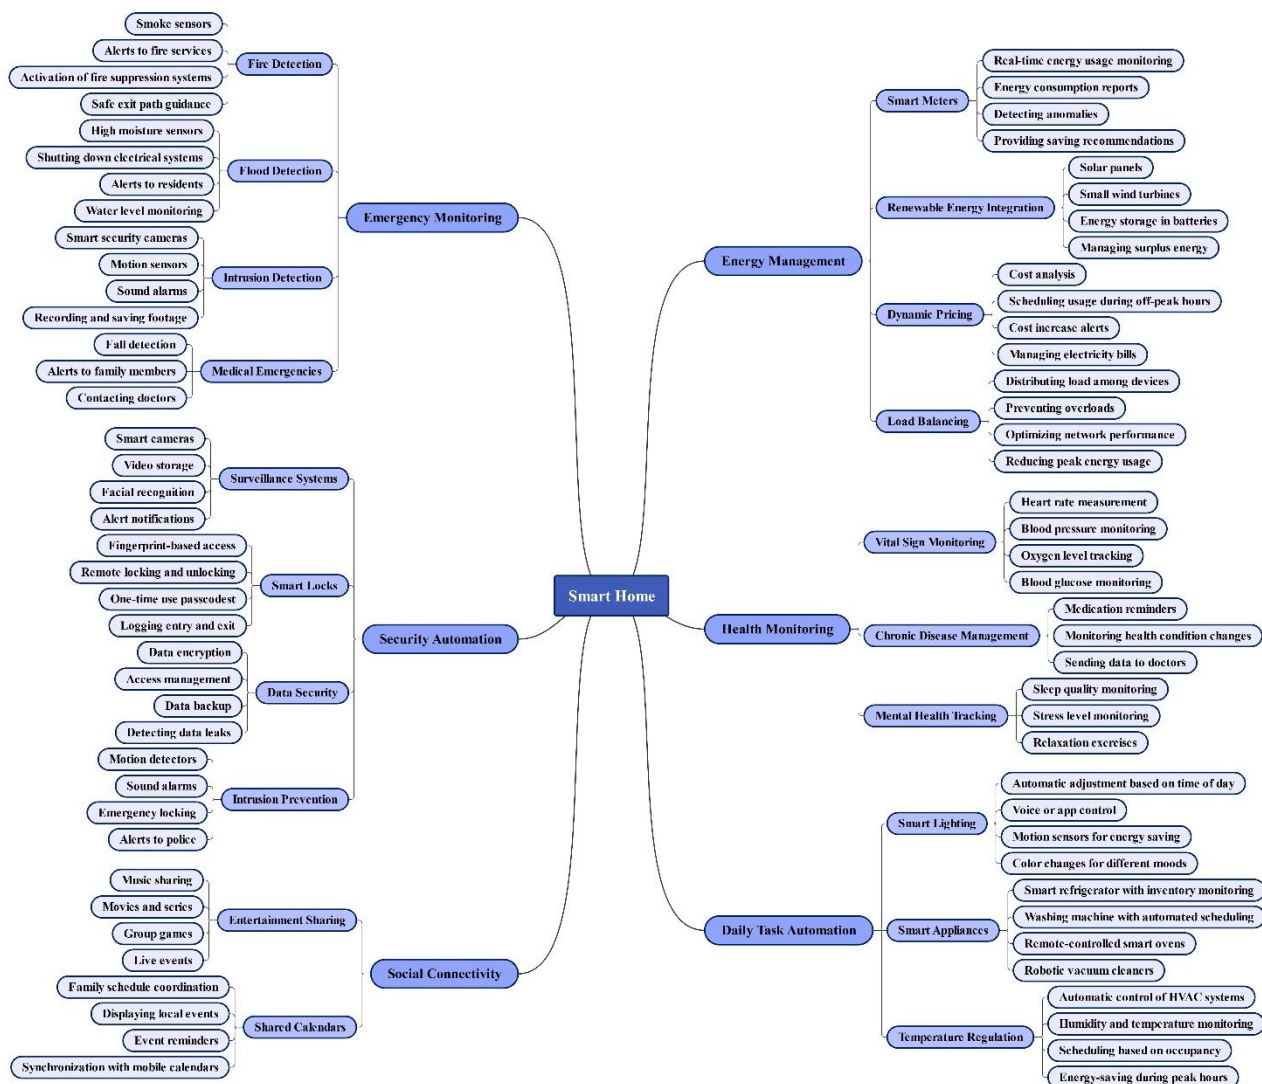 Smart Home
Emergency Monitoring
Fire Detection
Smoke sensors
Alerts to fire services
Activation of fire suppression systems
Safe exit path guidance
Flood Detection
High moisture sensors
Shutting down electrical systems
Alerts to residents
Water level monitoring
Intrusion Detection
Smart security cameras
Motion sensors
Sound alarms
Recording and saving footage
Medical Emergencies
Fall detection
Alerts to family members
Contacting doctors
Security Automation
Surveillance Systems
Smart cameras
Video storage
Facial recognition
Alert notifications
Smart Locks
Fingerprint-based access
Remote locking and unlocking
One-time use passcodest
Logging entry and exit
Data Security
Data encryption
Access management
Data backup
Detecting data leaks
Intrusion Prevention
Motion detectors
Sound alarms
Emergency locking
Alerts to police
Social Connectivity
Entertainment Sharing
Music sharing
Movies and series
Group games
Live events
Shared Calendars
Family schedule coordination
Displaying local events
Event reminders
Synchronization with mobile calendars
Energy Management
Smart Meters
Real-time energy usage monitoring
Energy consumption reports
Detecting anomalies
Providing saving recommendations
Renewable Energy Integration
Solar panels
Small wind turbines
Energy storage in batteries
Managing surplus energy
Dynamic Pricing
Cost analysis
Scheduling usage during off-peak hours
Cost increase alerts
Managing electricity bills
Load Balancing
Distributing load among devices
Preventing overloads
Optimizing network performance
Reducing peak energy usage
Health Monitoring
Vital Sign Monitoring
Heart rate measurement
Blood pressure monitoring
Oxygen level tracking
Blood glucose monitoring
Chronic Disease Management
Medication reminders
Monitoring health condition changes
Sending data to doctors
Mental Health Tracking
Sleep quality monitoring
Stress level monitoring
Relaxation exercises
Daily Task Automation
Smart Lighting
Automatic adjustment based on time of day
Voice or app control
Motion sensors for energy saving
Color changes for different moods
Smart Appliances
Smart refrigerator with inventory monitoring
Washing machine with automated scheduling
Remote-controlled smart ovens
Robotic vacuum cleaners
Temperature Regulation
Automatic control of HVAC systems
Humidity and temperature monitoring
Scheduling based on occupancy
Energy-saving during peak hours